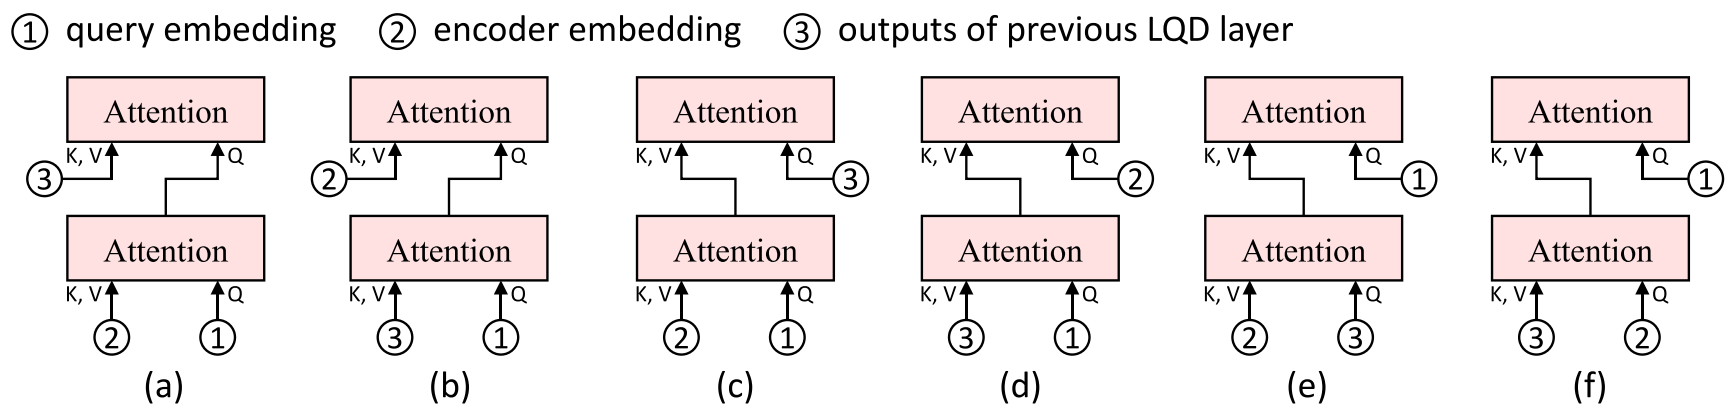 ① query embedding ② encoder embedding ③ outputs of previous LQD layer
Attention Attention Attention Attention Attention Attention
K, V Q K, V Q K, V Q K, V Q K, V Q K, V Q
③ ② ③ ② ① ①
Attention Attention Attention Attention Attention Attention
K, V Q K, V Q K, V Q K, V Q K, V Q K, V Q
② ① ③ ① ② ① ③ ① ② ③ ③ ②
(a) (b) (c) (d) (e) (f)